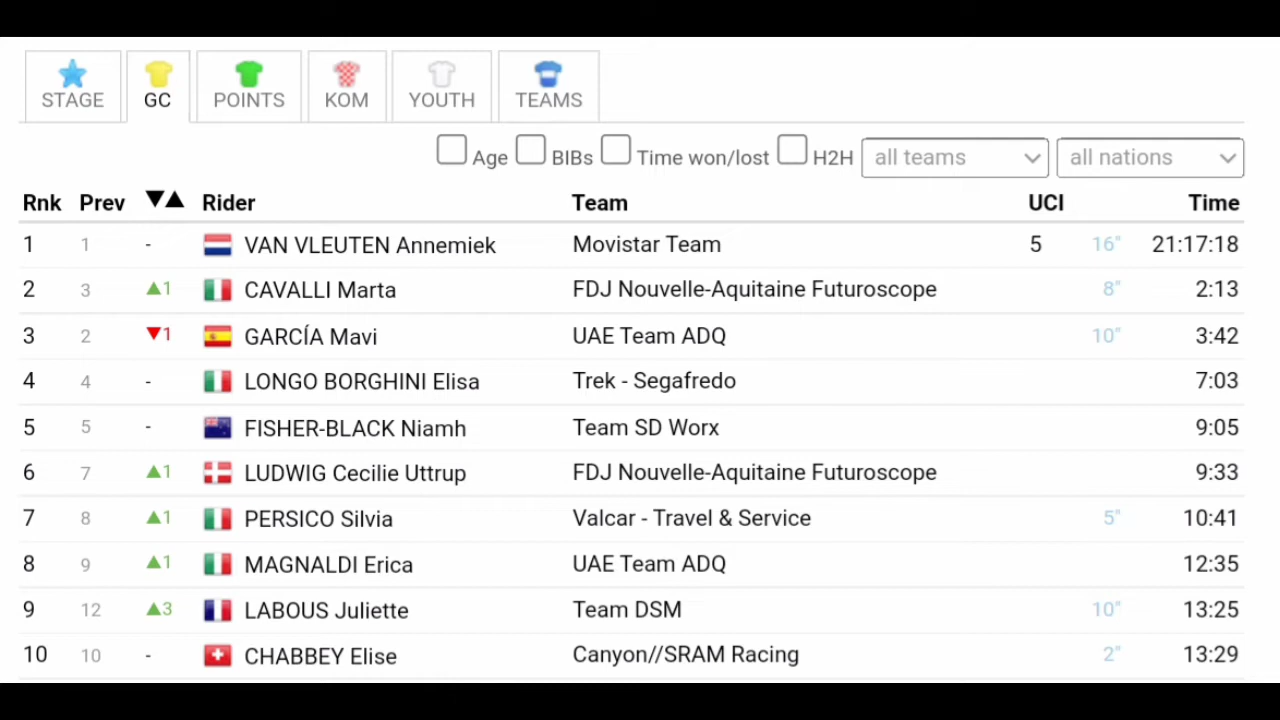 STAGE GC POINTS KOM YOUTH TEAMS
Age BIBs Time won/lost H2H all teams all nations
Rnk Prev ▼▲ Rider Team UCI Time
1 1 - VAN VLEUTEN Annemiek Movistar Team 5 16" 21:17:18
2 3 ▲1 CAVALLI Marta FDJ Nouvelle-Aquitaine Futuroscope 8" 2:13
3 2 ▼1 GARCÍA Mavi UAE Team ADQ 10" 3:42
4 4 - LONGO BORGHINI Elisa Trek - Segafredo 7:03
5 5 - FISHER-BLACK Niamh Team SD Worx 9:05
6 7 ▲1 LUDWIG Cecilie Uttrup FDJ Nouvelle-Aquitaine Futuroscope 9:33
7 8 ▲1 PERSICO Silvia Valcar - Travel & Service 5" 10:41
8 9 ▲1 MAGNALDI Erica UAE Team ADQ 12:35
9 12 ▲3 LABOUS Juliette Team DSM 10" 13:25
10 10 - CHABBEY Elise Canyon//SRAM Racing 2" 13:29